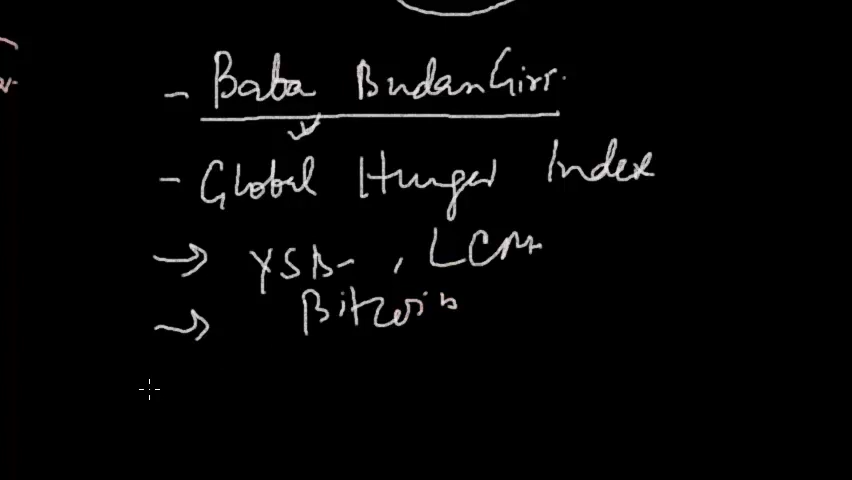 - Baba BudanGiri.
- Global Hunger Index
→ YSB- , LCM
→ Bitcoin